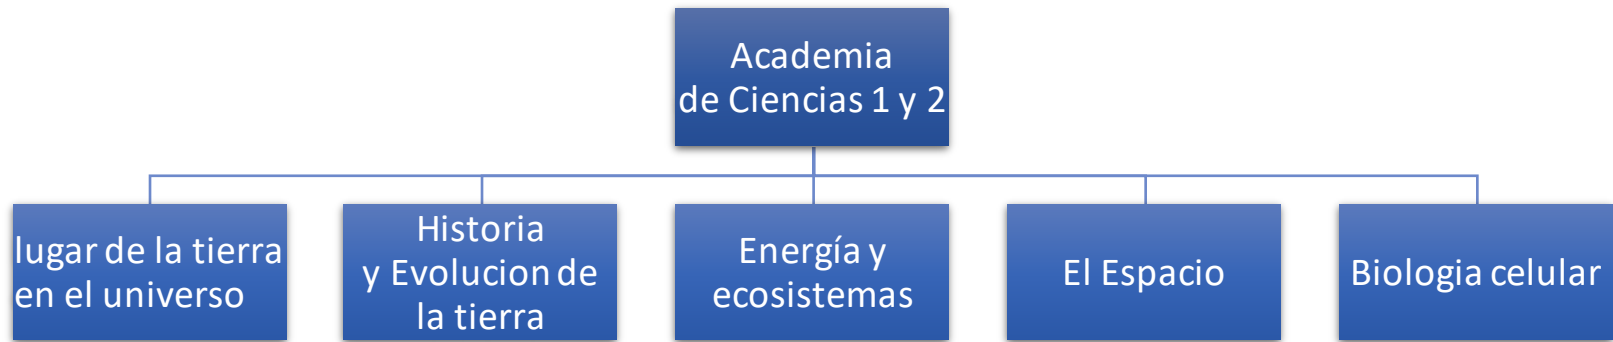 Academia
de Ciencias 1 y 2
lugar de la tierra
en el universo
Historia
y Evolucion de
la tierra
Energía y
ecosistemas
El Espacio
Biologia celular